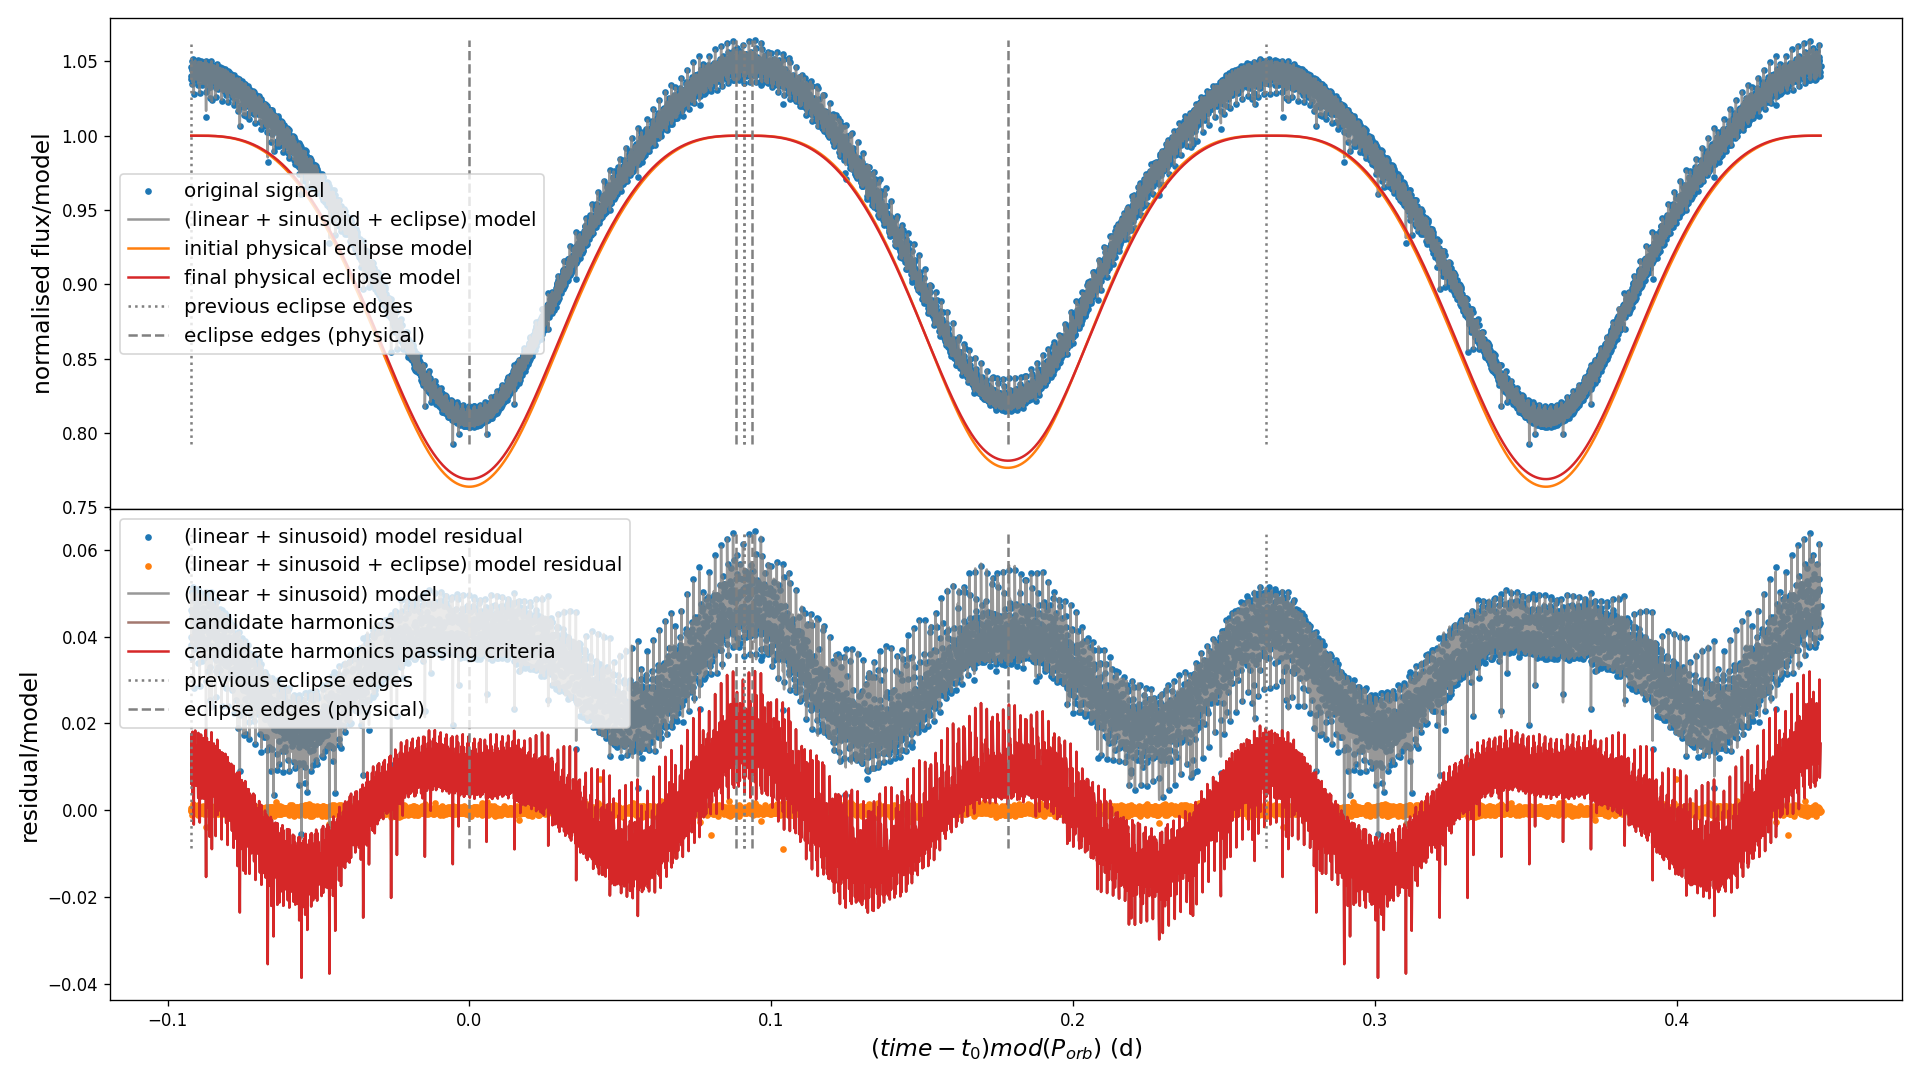 normalised flux/model
1.05
1.00
0.95
0.90
0.85
0.80
0.75
original signal
(linear + sinusoid + eclipse) model
initial physical eclipse model
final physical eclipse model
previous eclipse edges
eclipse edges (physical)
residual/model
0.06
0.04
0.02
0.00
−0.02
−0.04
(linear + sinusoid) model residual
(linear + sinusoid + eclipse) model residual
(linear + sinusoid) model
candidate harmonics
candidate harmonics passing criteria
previous eclipse edges
eclipse edges (physical)
−0.1 0.0 0.1 0.2 0.3 0.4
(time − t₀)mod(P_orb) (d)